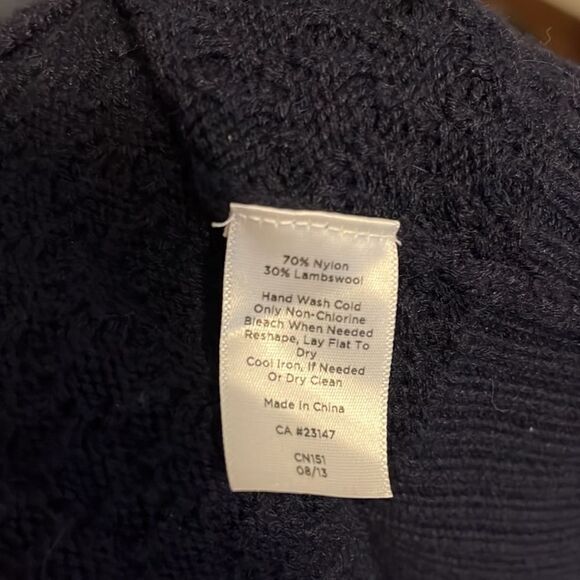 70% Nylon
30% Lambswool
Hand Wash Cold
Only Non-Chlorine
Bleach When Needed
Reshape, Lay Flat To
Dry
Cool Iron, If Needed
Or Dry Clean
Made In China
CA #23147
CN151
08/13